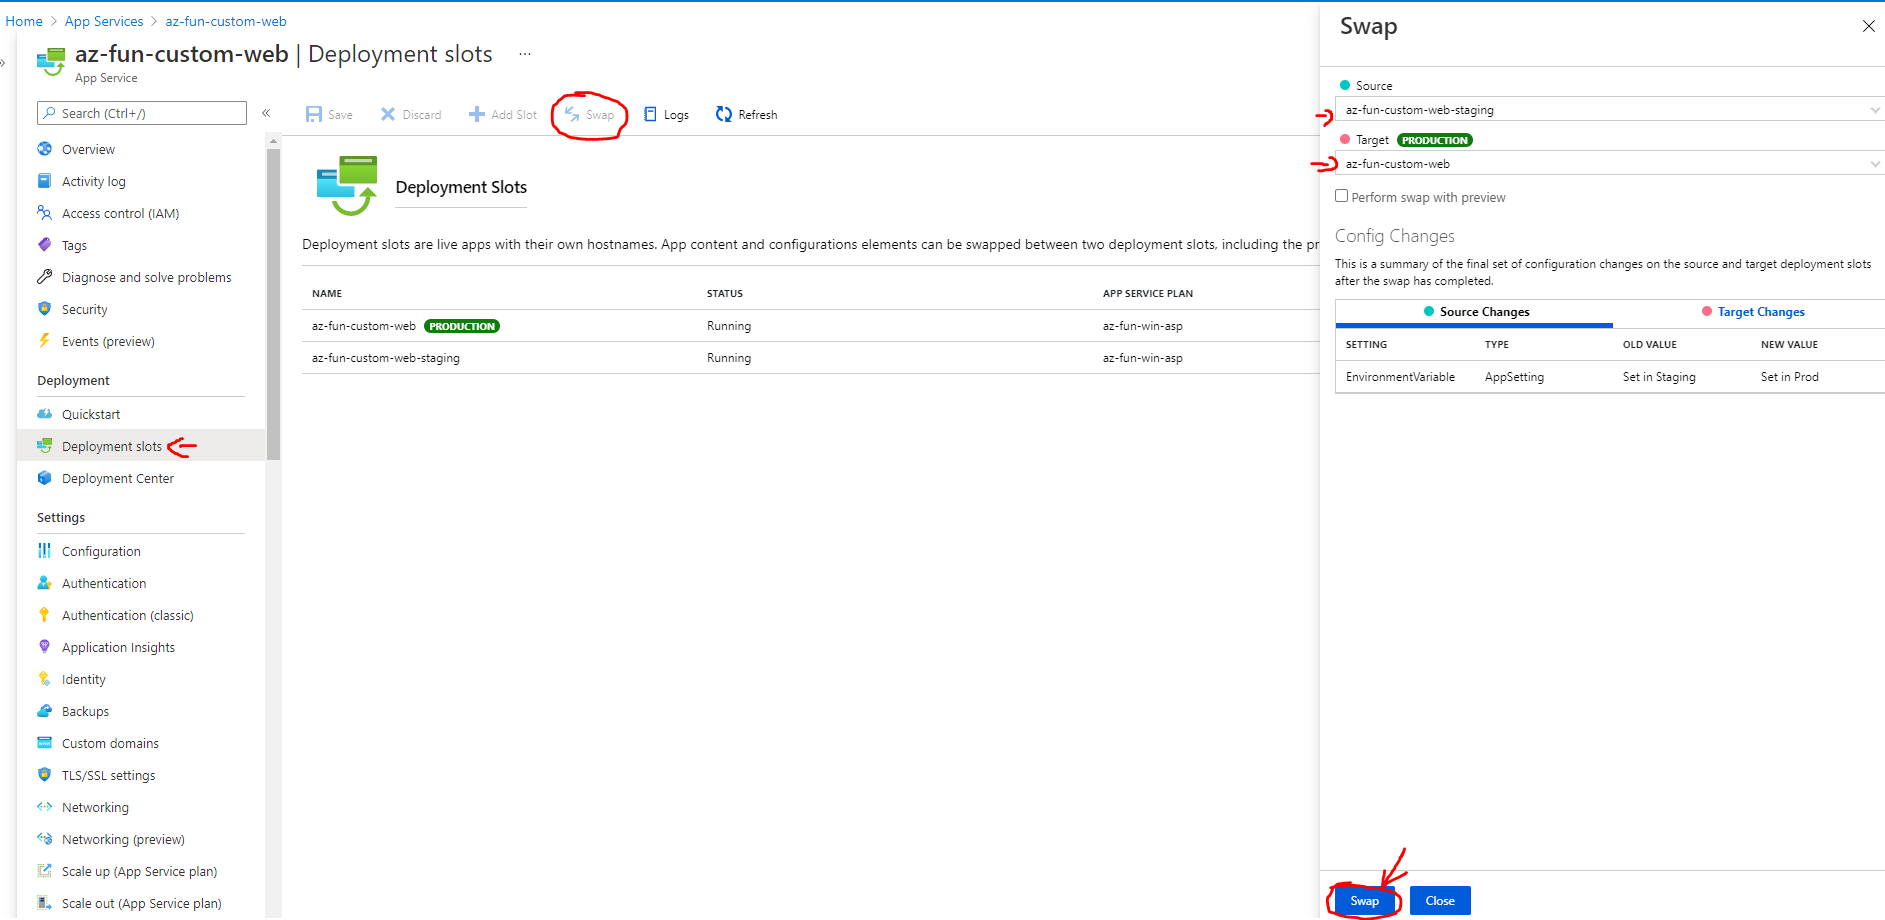 Home > App Services > az-fun-custom-web
az-fun-custom-web | Deployment slots ...
App Service
Search (Ctrl+/)
«
Overview
Activity log
Access control (IAM)
Tags
Diagnose and solve problems
Security
Events (preview)
Deployment
Quickstart
Deployment slots
Deployment Center
Settings
Configuration
Authentication
Authentication (classic)
Application Insights
Identity
Backups
Custom domains
TLS/SSL settings
Networking
Networking (preview)
Scale up (App Service plan)
Scale out (App Service plan)
Save Discard Add Slot Swap Logs Refresh
Deployment Slots
Deployment slots are live apps with their own hostnames. App content and configurations elements can be swapped between two deployment slots, including the pr
NAME STATUS APP SERVICE PLAN
az-fun-custom-web PRODUCTION Running az-fun-win-asp
az-fun-custom-web-staging Running az-fun-win-asp
Swap
Source
az-fun-custom-web-staging
Target PRODUCTION
az-fun-custom-web
Perform swap with preview
Config Changes
This is a summary of the final set of configuration changes on the source and target deployment slots
after the swap has completed.
Source Changes Target Changes
SETTING TYPE OLD VALUE NEW VALUE
EnvironmentVariable AppSetting Set in Staging Set in Prod
Swap Close